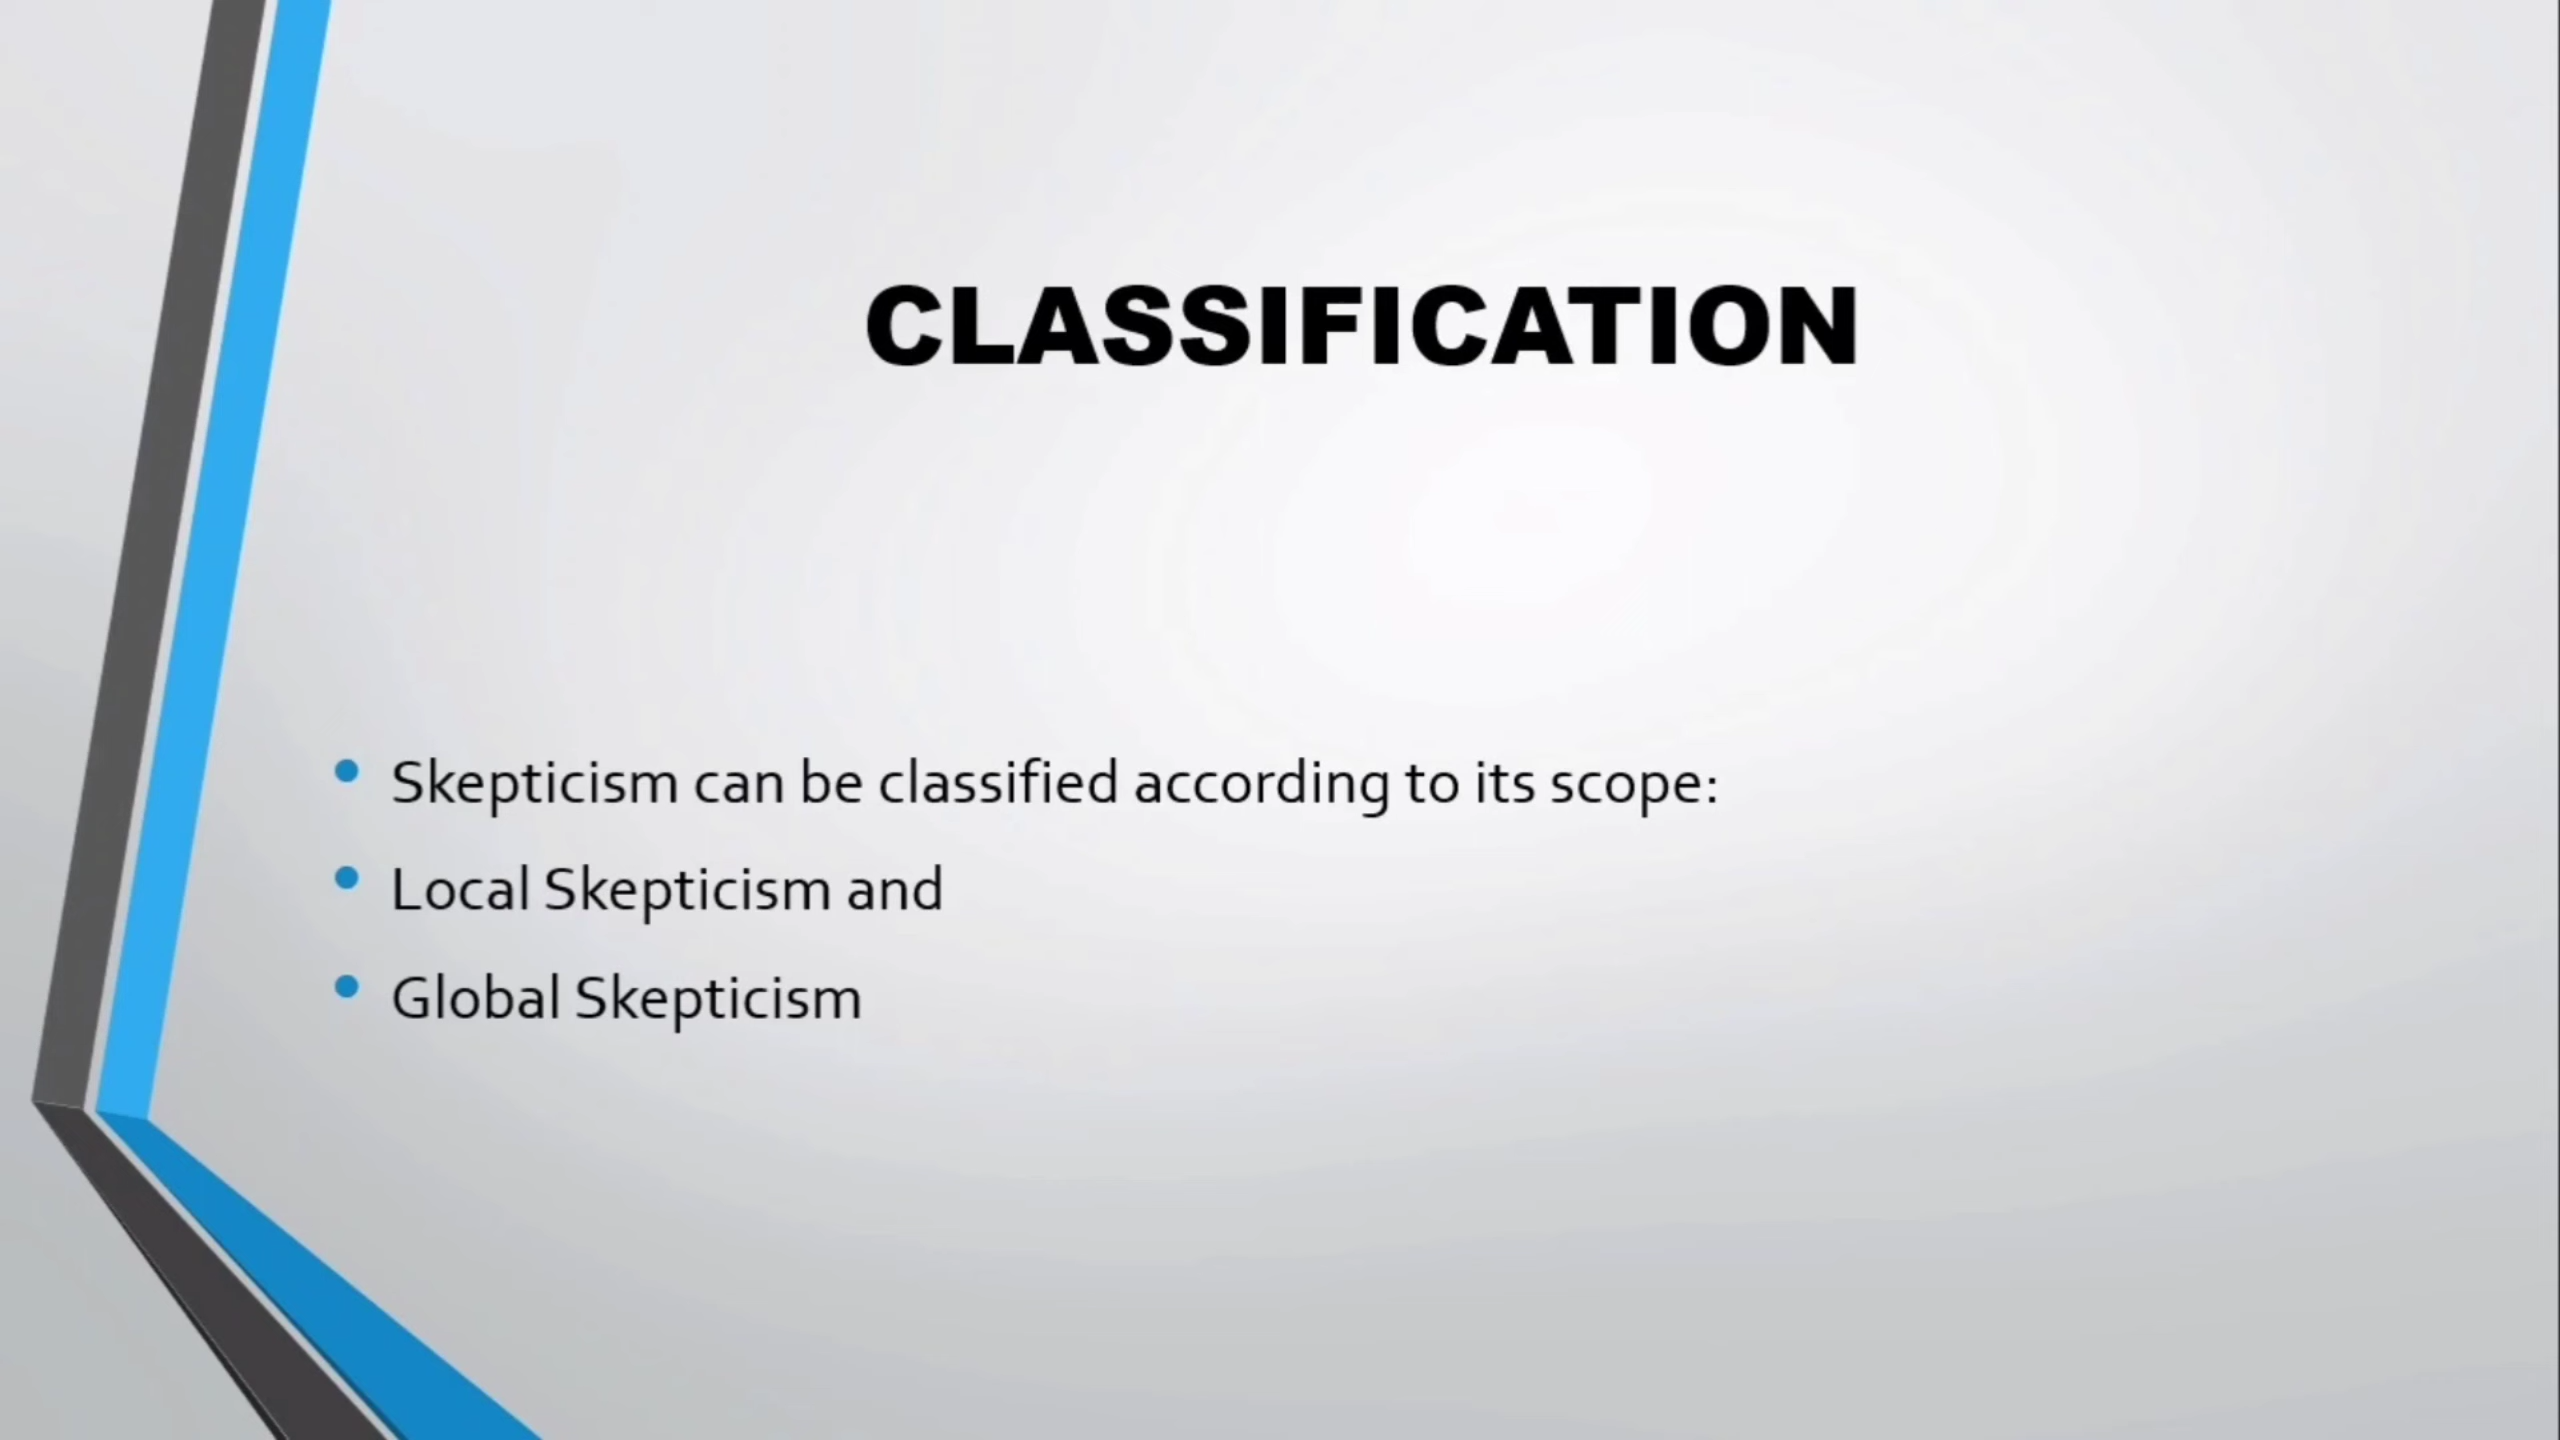 CLASSIFICATION
Skepticism can be classified according to its scope:
Local Skepticism and
Global Skepticism